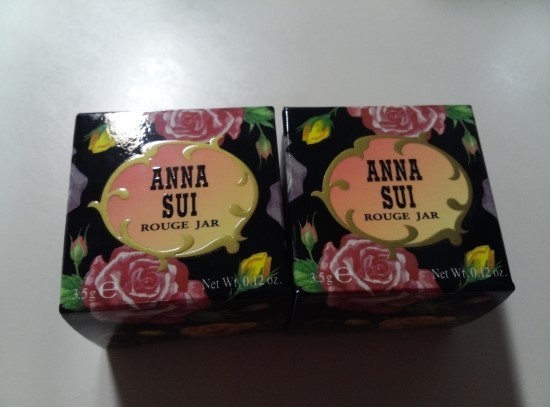 ANNA
SUI
ROUGE JAR
3.5g ℮ Net Wt. 0.12 oz.
ANNA
SUI
ROUGE JAR
3.5g ℮ Net Wt. 0.12 oz.